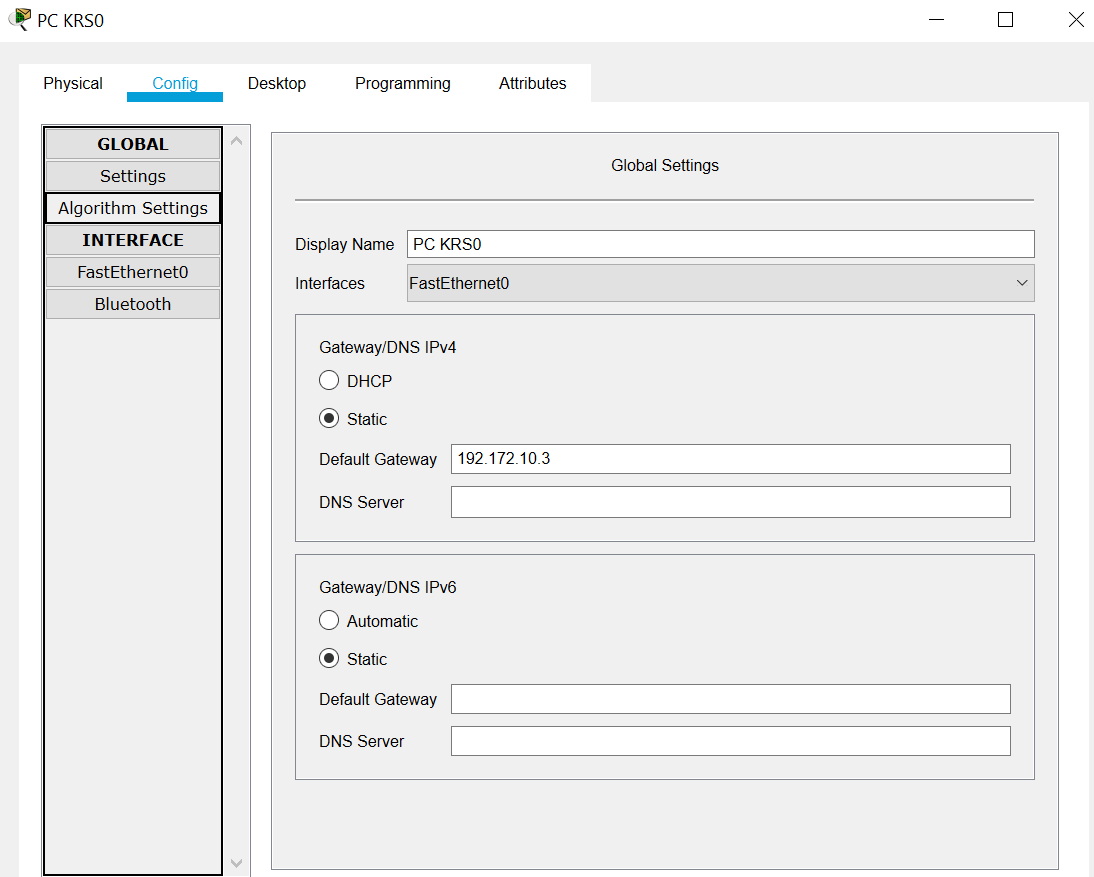 PC KRS0
Physical Config Desktop Programming Attributes
GLOBAL
Settings
Algorithm Settings
INTERFACE
FastEthernet0
Bluetooth
Global Settings
Display Name PC KRS0
Interfaces FastEthernet0
Gateway/DNS IPv4
DHCP
Static
Default Gateway 192.172.10.3
DNS Server
Gateway/DNS IPv6
Automatic
Static
Default Gateway
DNS Server